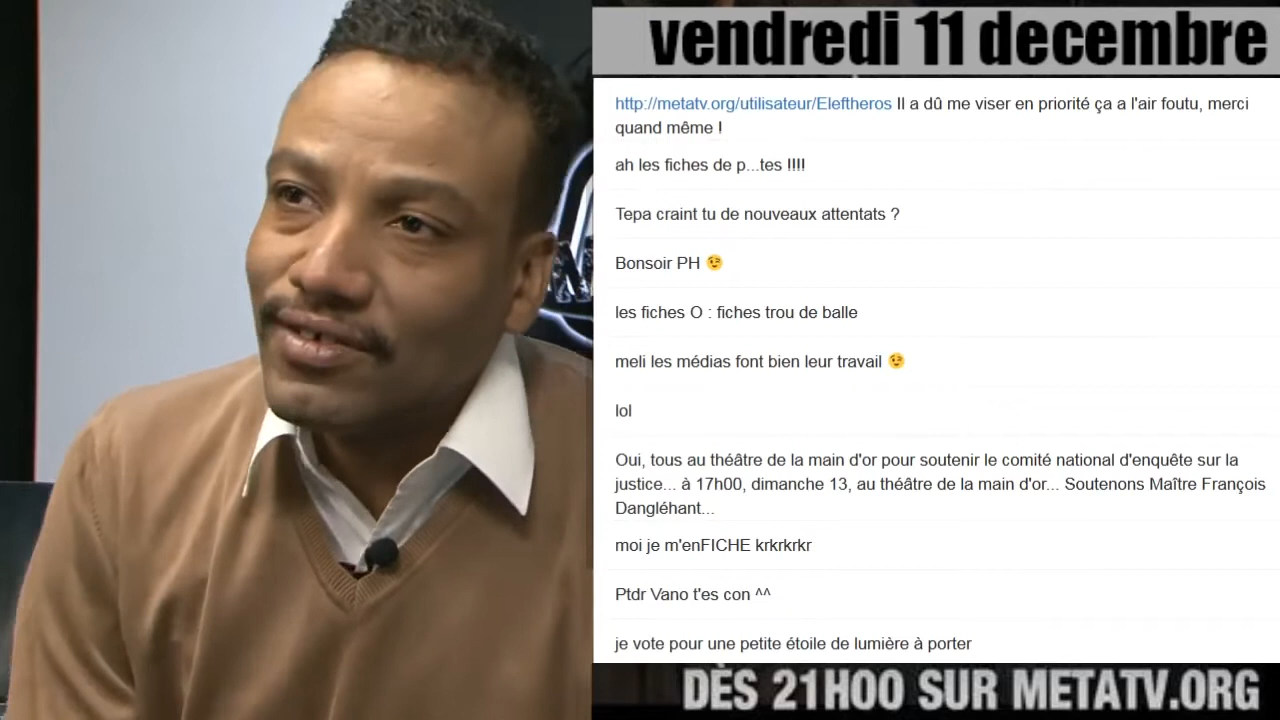 vendredi 11 decembre
http://metatv.org/utilisateur/Eleftheros Il a dû me viser en priorité ça a l'air foutu, merci
quand même !
ah les fiches de p...tes !!!!
Tepa craint tu de nouveaux attentats ?
Bonsoir PH 😉
les fiches O : fiches trou de balle
meli les médias font bien leur travail 😉
lol
Oui, tous au théâtre de la main d'or pour soutenir le comité national d'enquête sur la
justice... à 17h00, dimanche 13, au théâtre de la main d'or... Soutenons Maître François
Dangléhant...
moi je m'enFICHE krkrkrkr
Ptdr Vano t'es con ^^
je vote pour une petite étoile de lumière à porter
DÈS 21H00 SUR METATV.ORG